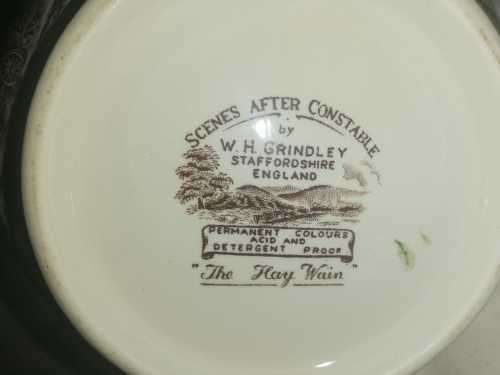 SCENES AFTER CONSTABLE
by
W. H. GRINDLEY
STAFFORDSHIRE
ENGLAND
PERMANENT COLOURS
ACID AND
DETERGENT PROOF
"The Hay Wain"